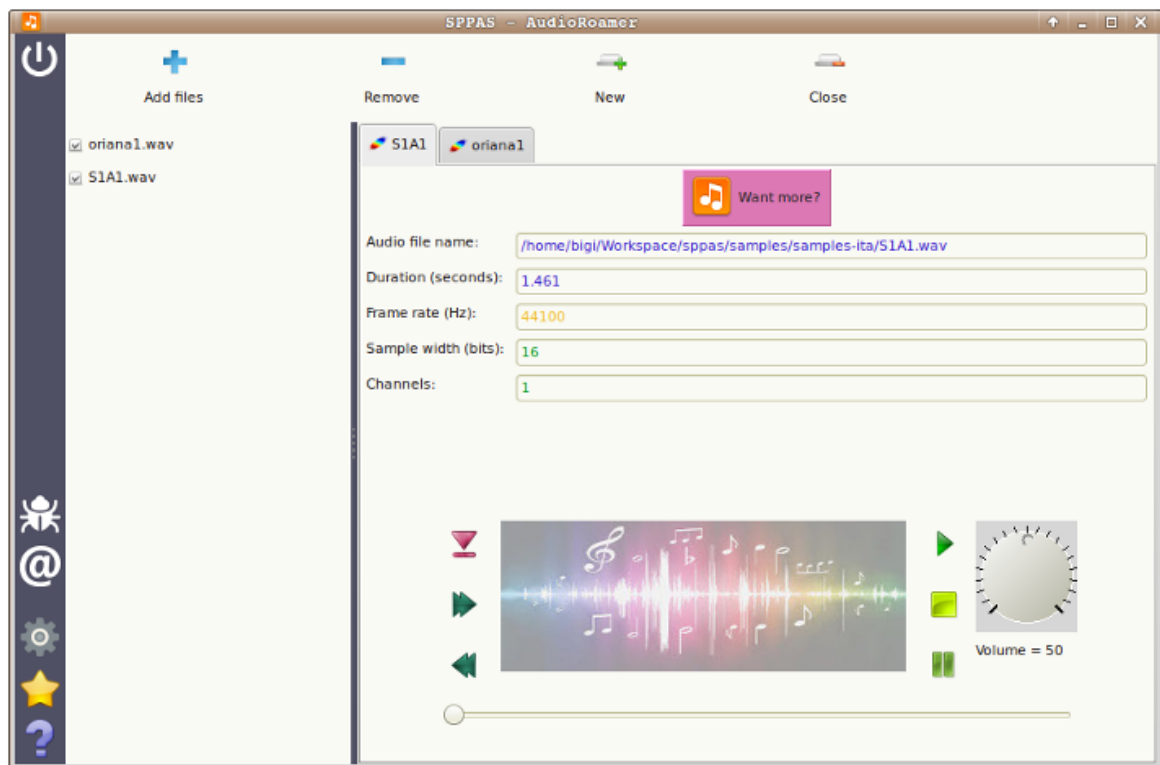 SPPAS - AudioRoamer
Add files
Remove
New
Close
oriana1.wav
S1A1.wav
S1A1
oriana1
Want more?
Audio file name:
/home/bigi/Workspace/sppas/samples/samples-ita/S1A1.wav
Duration (seconds):
1.461
Frame rate (Hz):
44100
Sample width (bits):
16
Channels:
1
Volume = 50